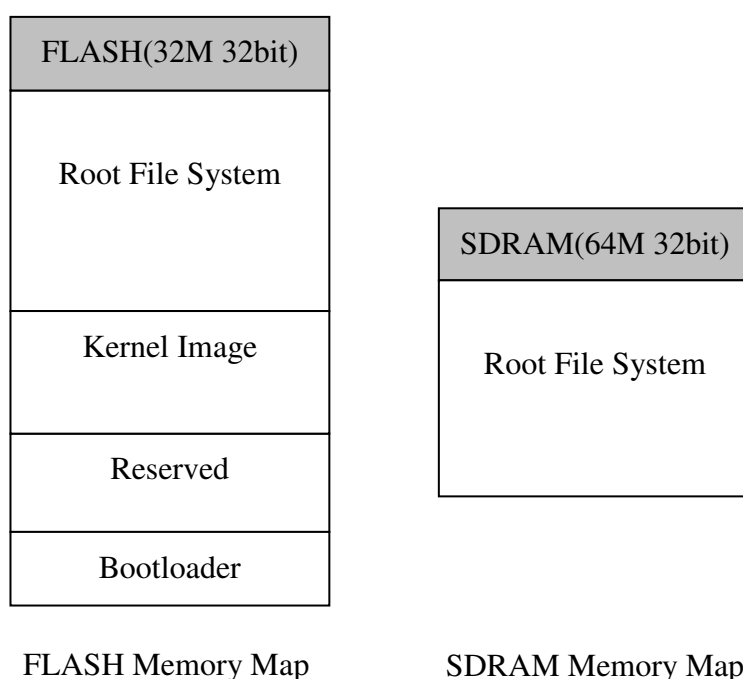 FLASH(32M 32bit)
Root File System
Kernel Image
Reserved
Bootloader
FLASH Memory Map
SDRAM(64M 32bit)
Root File System
SDRAM Memory Map